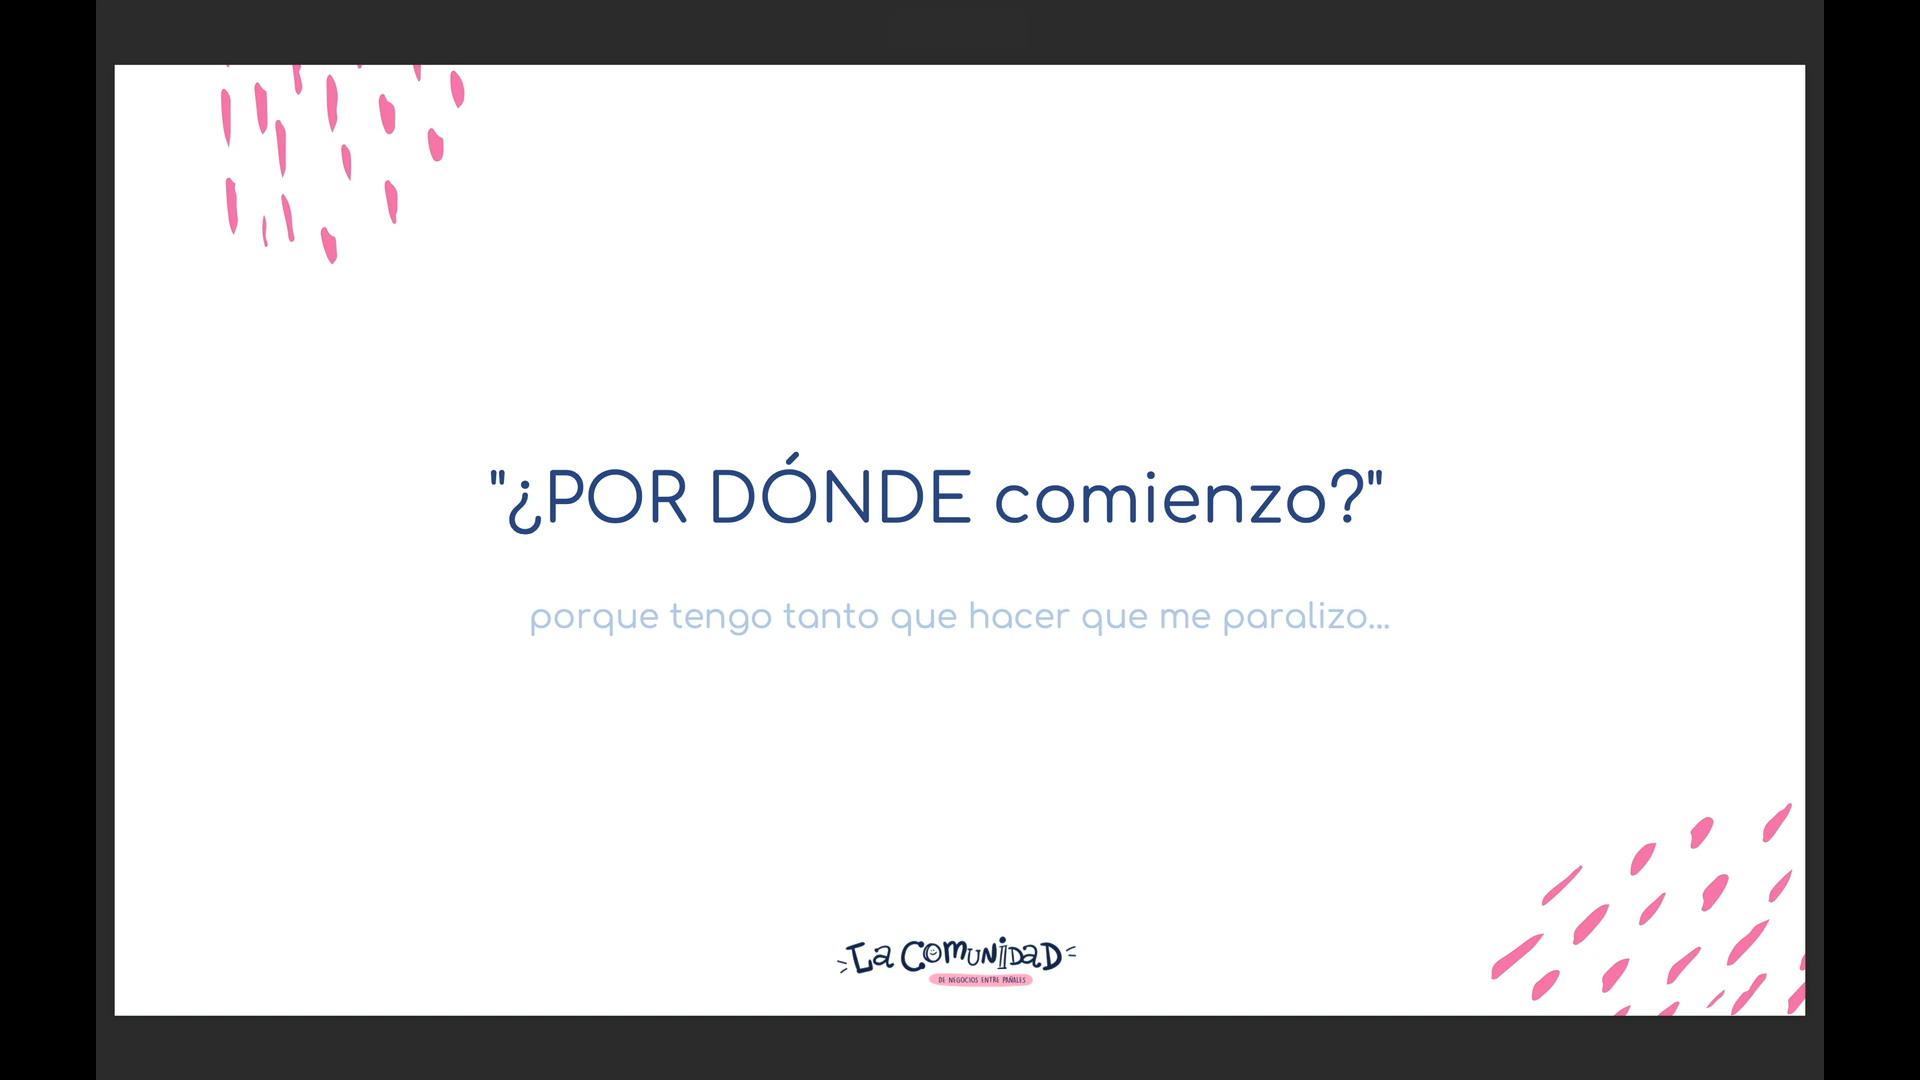 "¿POR DÓNDE comienzo?"
porque tengo tanto que hacer que me paralizo...
La Comunidad
DE NEGOCIOS ENTRE PAÑALES